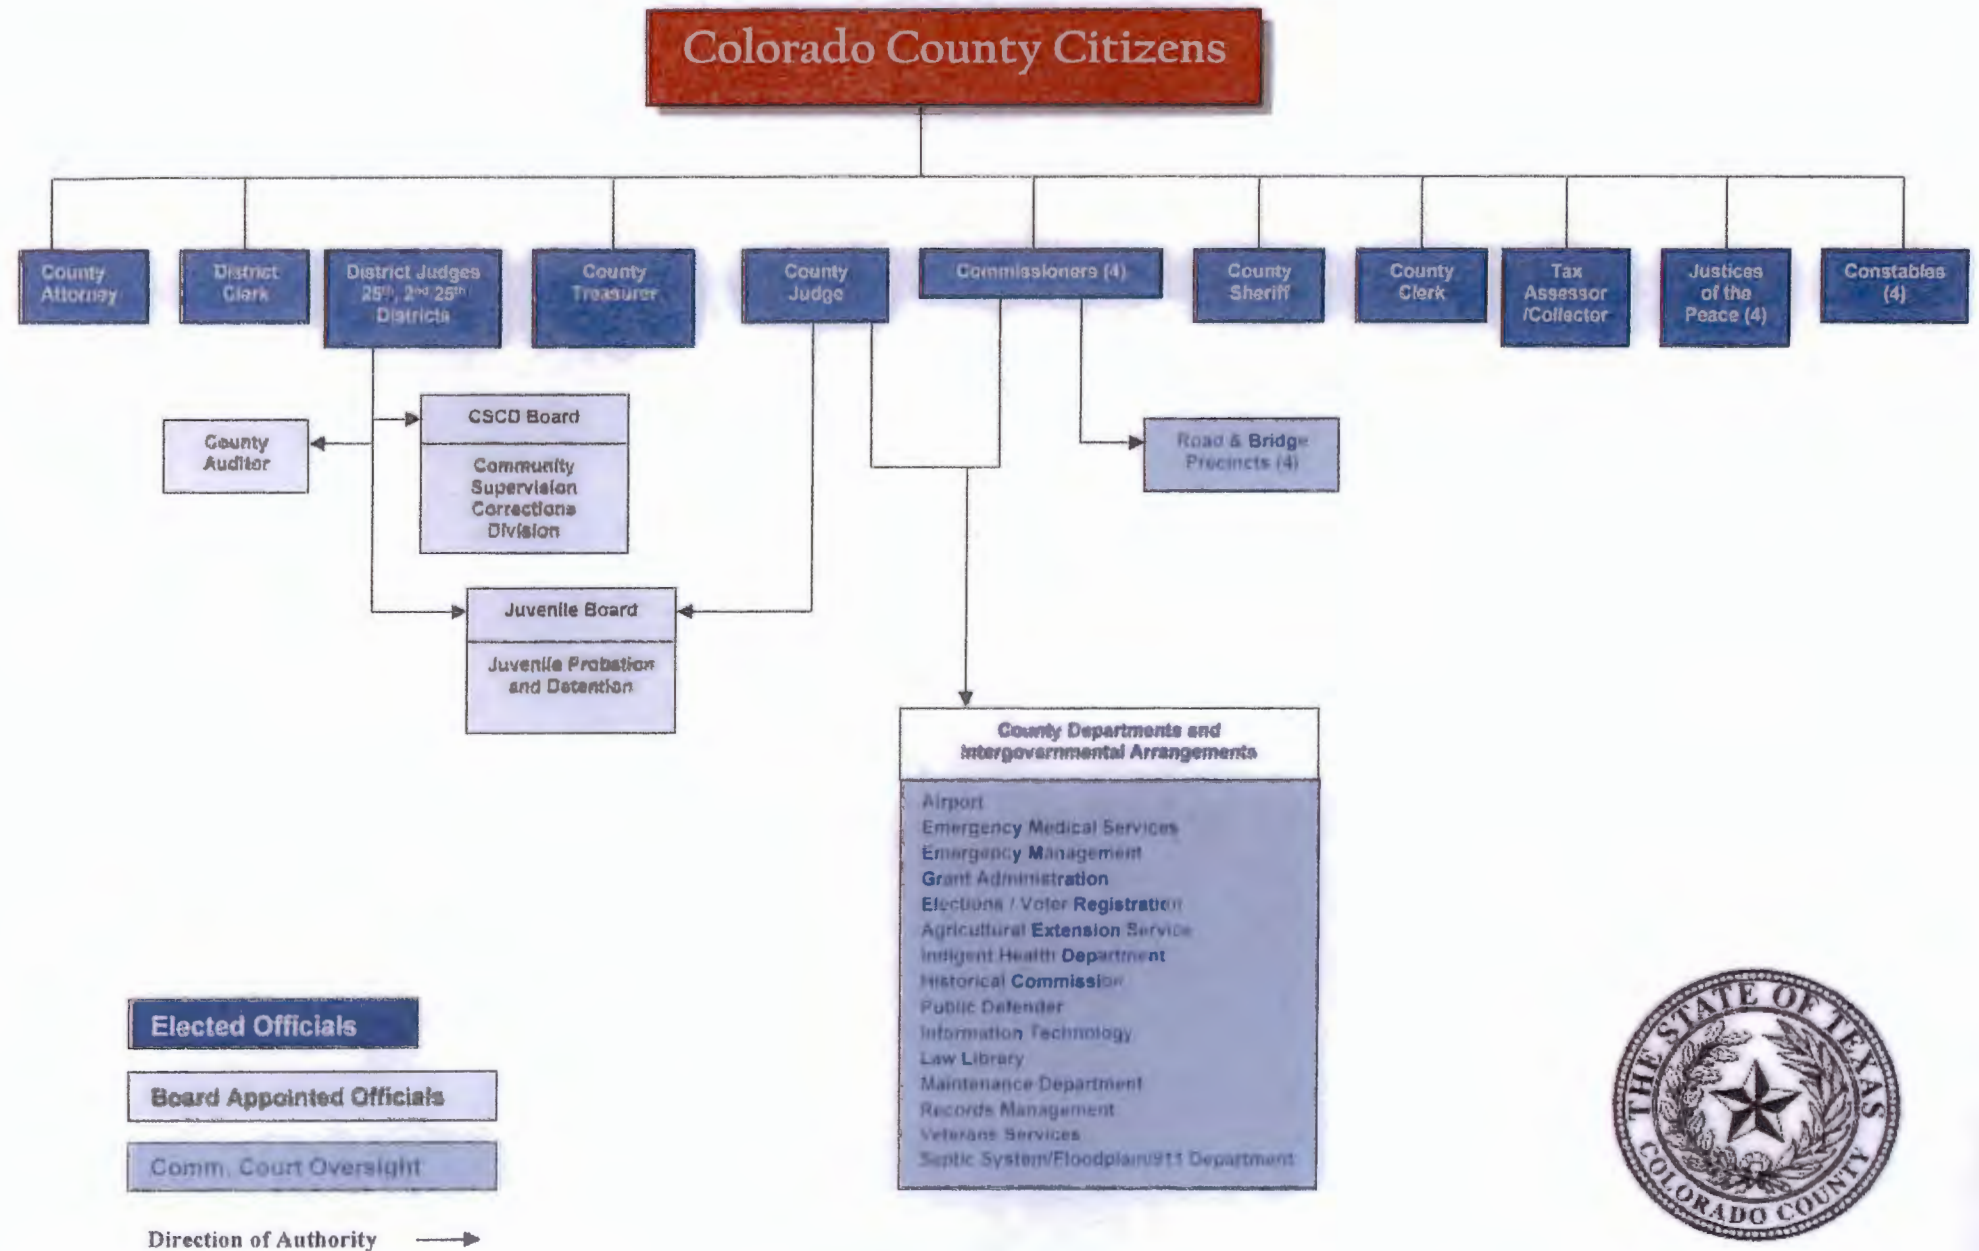 Colorado County Citizens
County
Attorney
District
Clerk
District Judges
25th, 2nd 25th
Districts
County
Treasurer
County
Judge
Commissioners (4)
County
Sheriff
County
Clerk
Tax
Assessor
/Collector
Justices
of the
Peace (4)
Constables
(4)
County
Auditor
CSCD Board
Community
Supervision
Corrections
Division
Road & Bridge
Precincts (4)
Juvenile Board
Juvenile Probation
and Detention
County Departments and
Intergovernmental Arrangements
Airport
Emergency Medical Services
Emergency Management
Grant Administration
Elections / Voter Registration
Agricultural Extension Service
Indigent Health Department
Historical Commission
Public Defender
Information Technology
Law Library
Maintenance Department
Records Management
Veterans Services
Septic System/Floodplain/911 Department
Elected Officials
Board Appointed Officials
Comm. Court Oversight
Direction of Authority
THE STATE OF TEXAS
COLORADO COUNTY